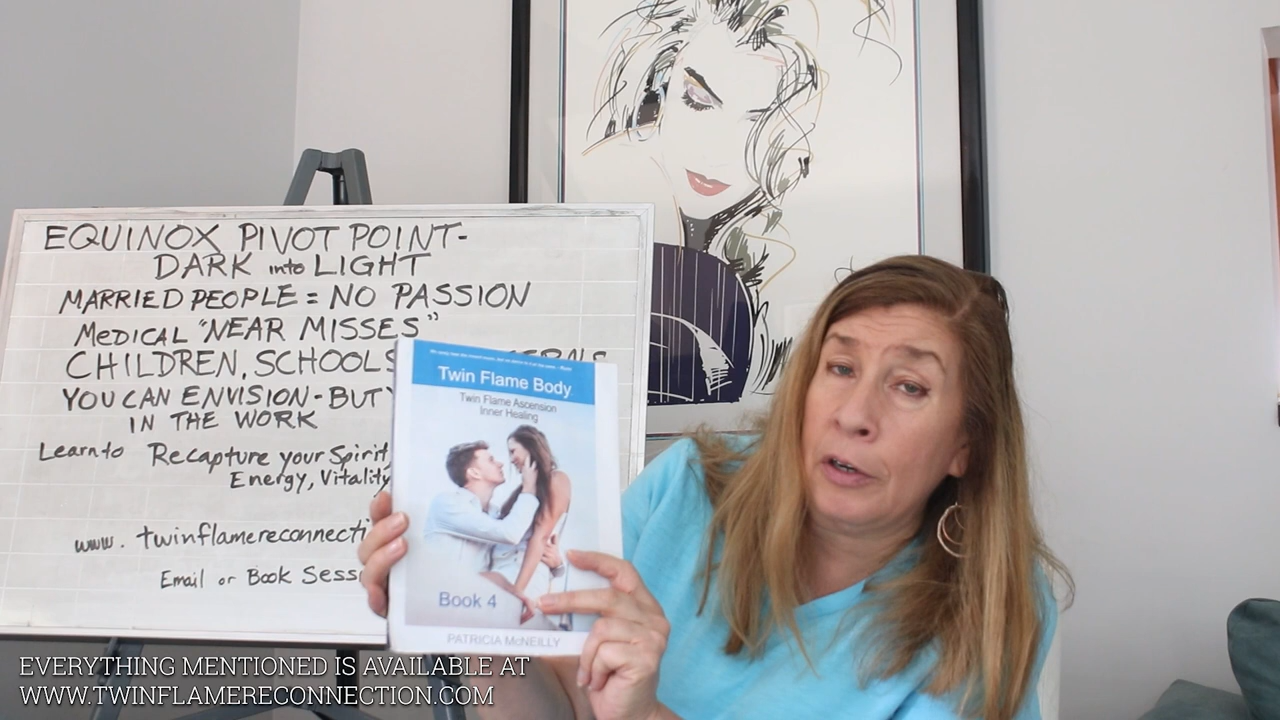 EQUINOX PIVOT POINT-
DARK into LIGHT
MARRIED PEOPLE = NO PASSION
MEDICAL "NEAR MISSES"
CHILDREN, SCHOOLS
YOU CAN ENVISION - BUT
IN THE WORK
Learn to Recapture your Spirit
Energy, Vitality
www. twinflamereconnecti
Email or Book Sess
Twin Flame Body
Twin Flame Ascension
Inner Healing
Book 4
PATRICIA McNEILLY
EVERYTHING MENTIONED IS AVAILABLE AT
WWW.TWINFLAMERECONNECTION.COM